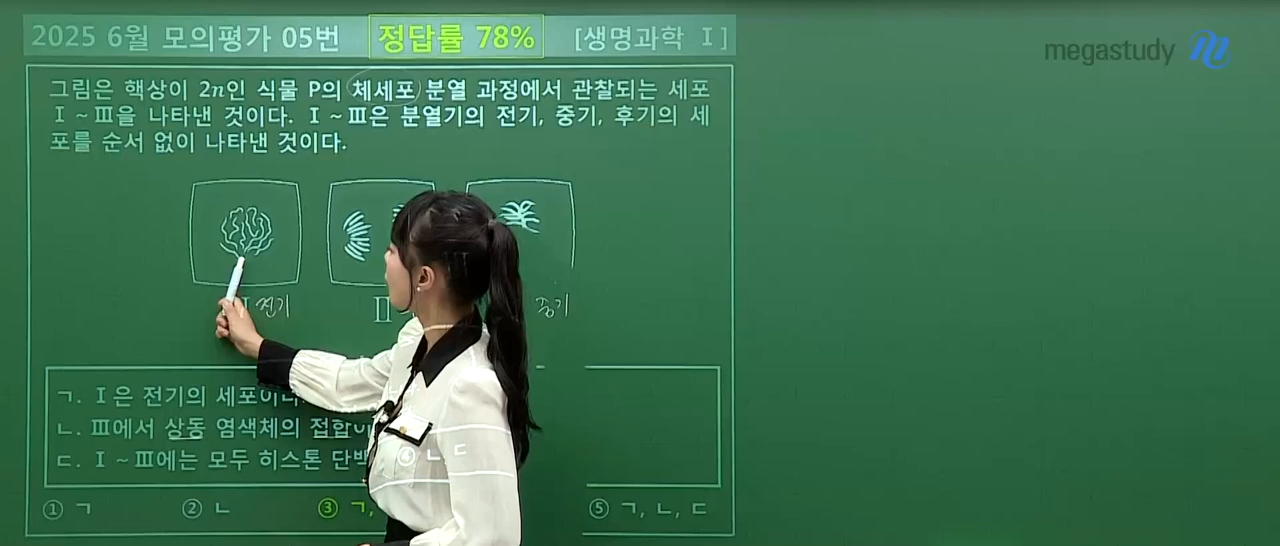 2025 6월 모의평가 05번 정답률 78% [생명과학 Ⅰ]
megastudy
그림은 핵상이 2n인 식물 P의 체세포 분열 과정에서 관찰되는 세포
Ⅰ~Ⅲ을 나타낸 것이다. Ⅰ~Ⅲ은 분열기의 전기, 중기, 후기의 세
포를 순서 없이 나타낸 것이다.
전기 Ⅱ 중기
ㄱ. Ⅰ은 전기의 세포이다
ㄴ. Ⅲ에서 상동 염색체의 접합이
ㄷ. Ⅰ~Ⅲ에는 모두 히스톤 단백
① ㄱ ② ㄴ ③ ㄱ, ④ ㄴ, ㄷ ⑤ ㄱ, ㄴ, ㄷ